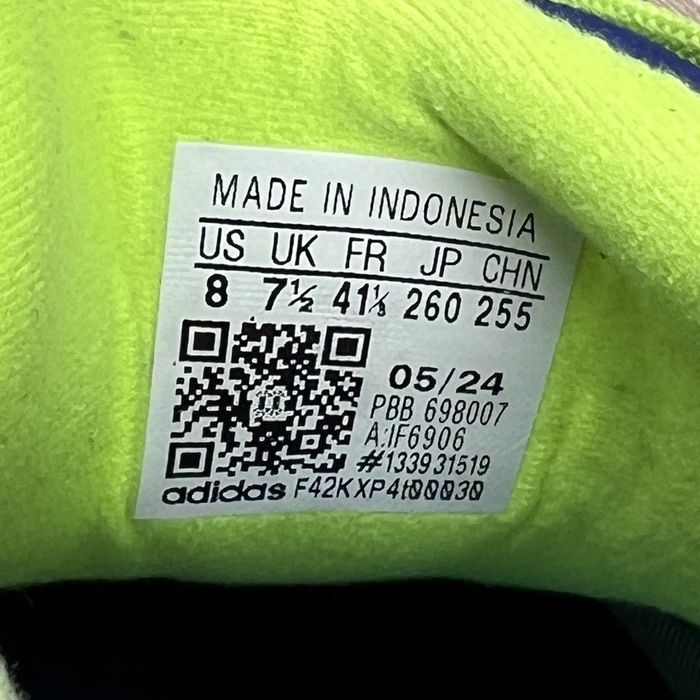 MADE IN INDONESIA
US UK FR JP CHN
8 7½ 41⅓ 260 255
05/24
PBB 698007
A:IF6906
#133931519
adidas F42KXP4t00030